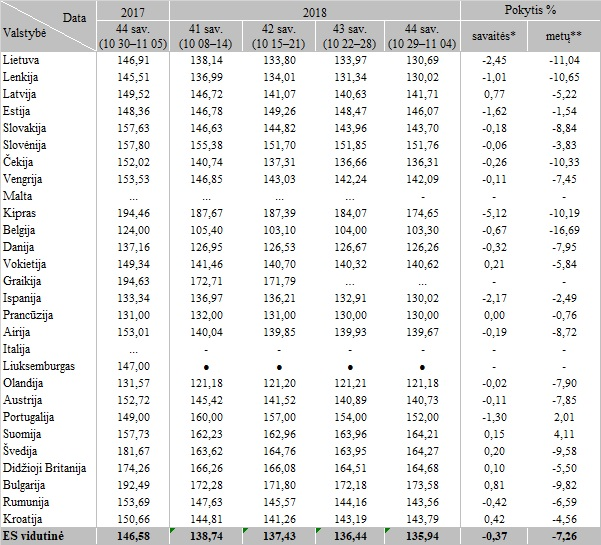 Data 2017 2018 Pokytis %
Valstybė 44 sav. (10 30–11 05) 41 sav. (10 08–14) 42 sav. (10 15–21) 43 sav. (10 22–28) 44 sav. (10 29–11 04) savaitės* metų**
Lietuva 146,91 138,14 133,80 133,97 130,69 -2,45 -11,04
Lenkija 145,51 136,99 134,01 131,34 130,02 -1,01 -10,65
Latvija 149,52 146,72 141,07 140,63 141,71 0,77 -5,22
Estija 148,36 146,78 149,26 148,47 146,07 -1,62 -1,54
Slovakija 157,63 146,63 144,82 143,96 143,70 -0,18 -8,84
Slovėnija 157,80 155,38 151,70 151,85 151,76 -0,06 -3,83
Čekija 152,02 140,74 137,31 136,66 136,31 -0,26 -10,33
Vengrija 153,53 146,85 143,03 142,24 142,09 -0,11 -7,45
Malta ... ... ... ... - - -
Kipras 194,46 187,67 187,39 184,07 174,65 -5,12 -10,19
Belgija 124,00 105,40 103,10 104,00 103,30 -0,67 -16,69
Danija 137,16 126,95 126,53 126,67 126,26 -0,32 -7,95
Vokietija 149,34 141,46 140,70 140,32 140,62 0,21 -5,84
Graikija 194,63 172,71 171,79 ... ... - -
Ispanija 133,34 136,97 136,21 132,91 130,02 -2,17 -2,49
Prancūzija 131,00 132,00 131,00 130,00 130,00 0,00 -0,76
Airija 153,01 140,04 139,85 139,93 139,67 -0,19 -8,72
Italija ... - - - - - -
Liuksemburgas 147,00 ● ● ● ● - -
Olandija 131,57 121,18 121,20 121,21 121,18 -0,02 -7,90
Austrija 152,72 145,42 141,52 140,89 140,73 -0,11 -7,85
Portugalija 149,00 160,00 157,00 154,00 152,00 -1,30 2,01
Suomija 157,73 162,23 162,96 163,96 164,21 0,15 4,11
Švedija 181,67 163,62 164,76 163,95 164,27 0,20 -9,58
Didžioji Britanija 174,26 166,26 166,08 164,51 164,68 0,10 -5,50
Bulgarija 192,49 172,28 171,80 172,18 173,58 0,81 -9,82
Rumunija 153,69 147,63 145,57 144,16 143,56 -0,42 -6,59
Kroatija 150,66 144,81 141,26 143,19 143,79 0,42 -4,56
ES vidutinė 146,58 138,74 137,43 136,44 135,94 -0,37 -7,26